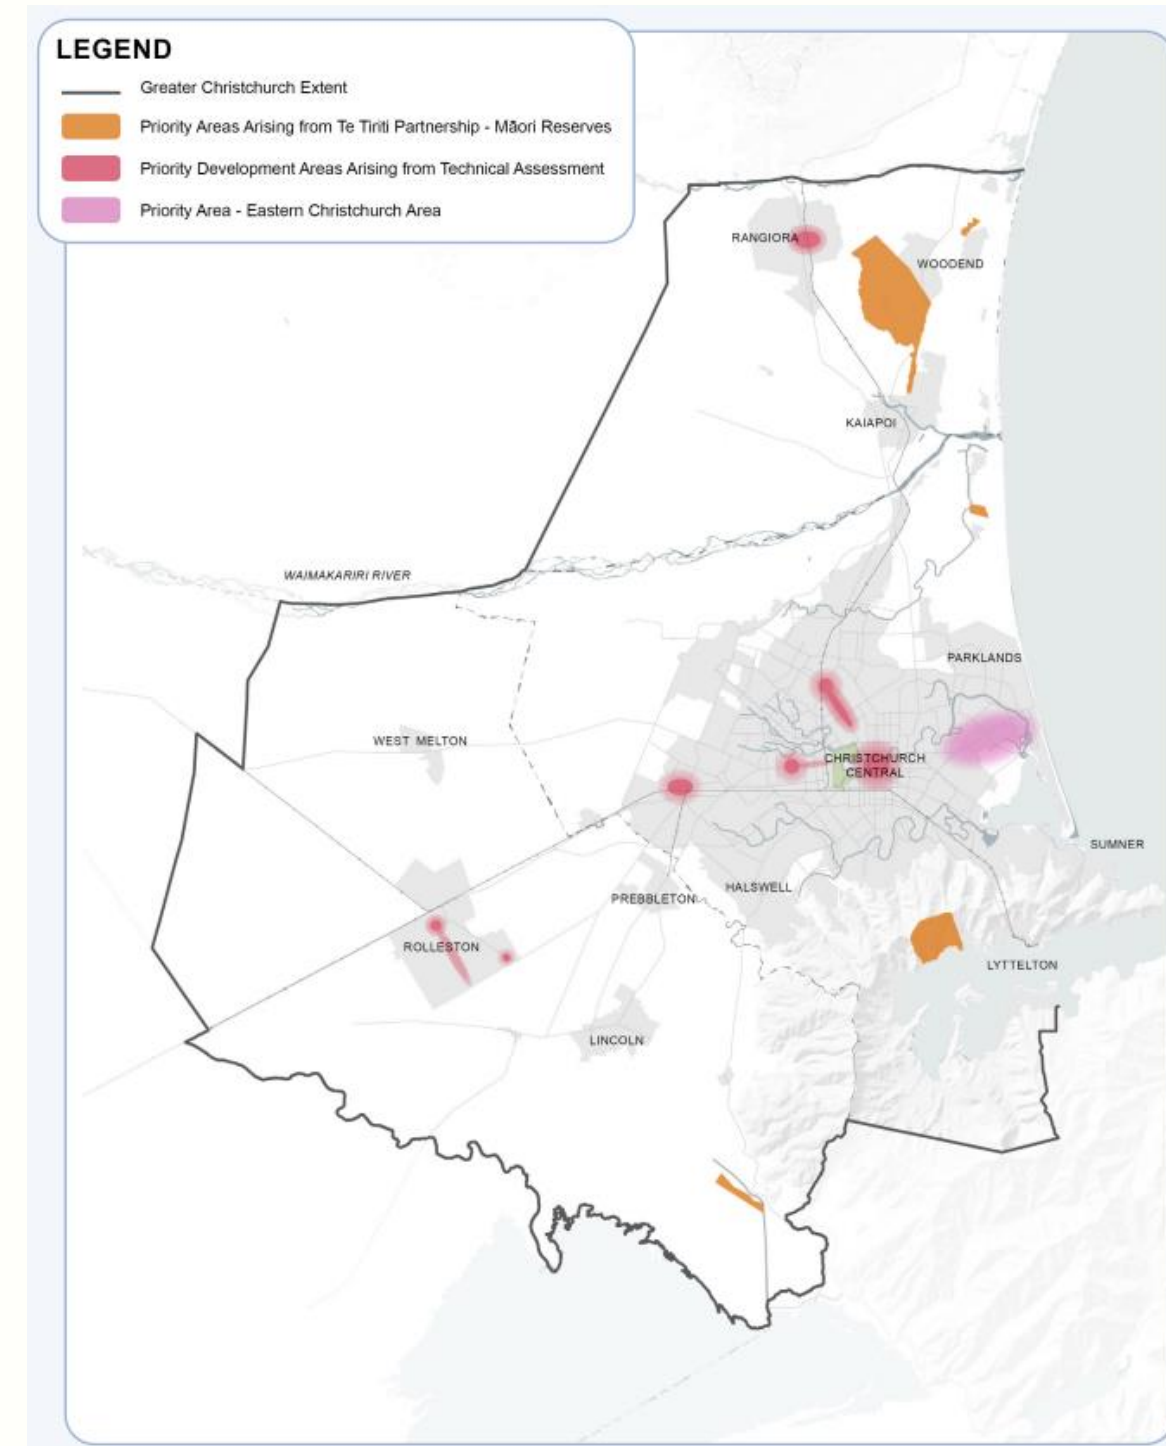 LEGEND
Greater Christchurch Extent
Priority Areas Arising from Te Tiriti Partnership - Māori Reserves
Priority Development Areas Arising from Technical Assessment
Priority Area - Eastern Christchurch Area
RANGIORA
WOODEND
KAIAPOI
WAIMAKARIRI RIVER
PARKLANDS
WEST MELTON
CHRISTCHURCH
CENTRAL
SUMNER
HALSWELL
PREBBLETON
ROLLESTON
LYTTELTON
LINCOLN